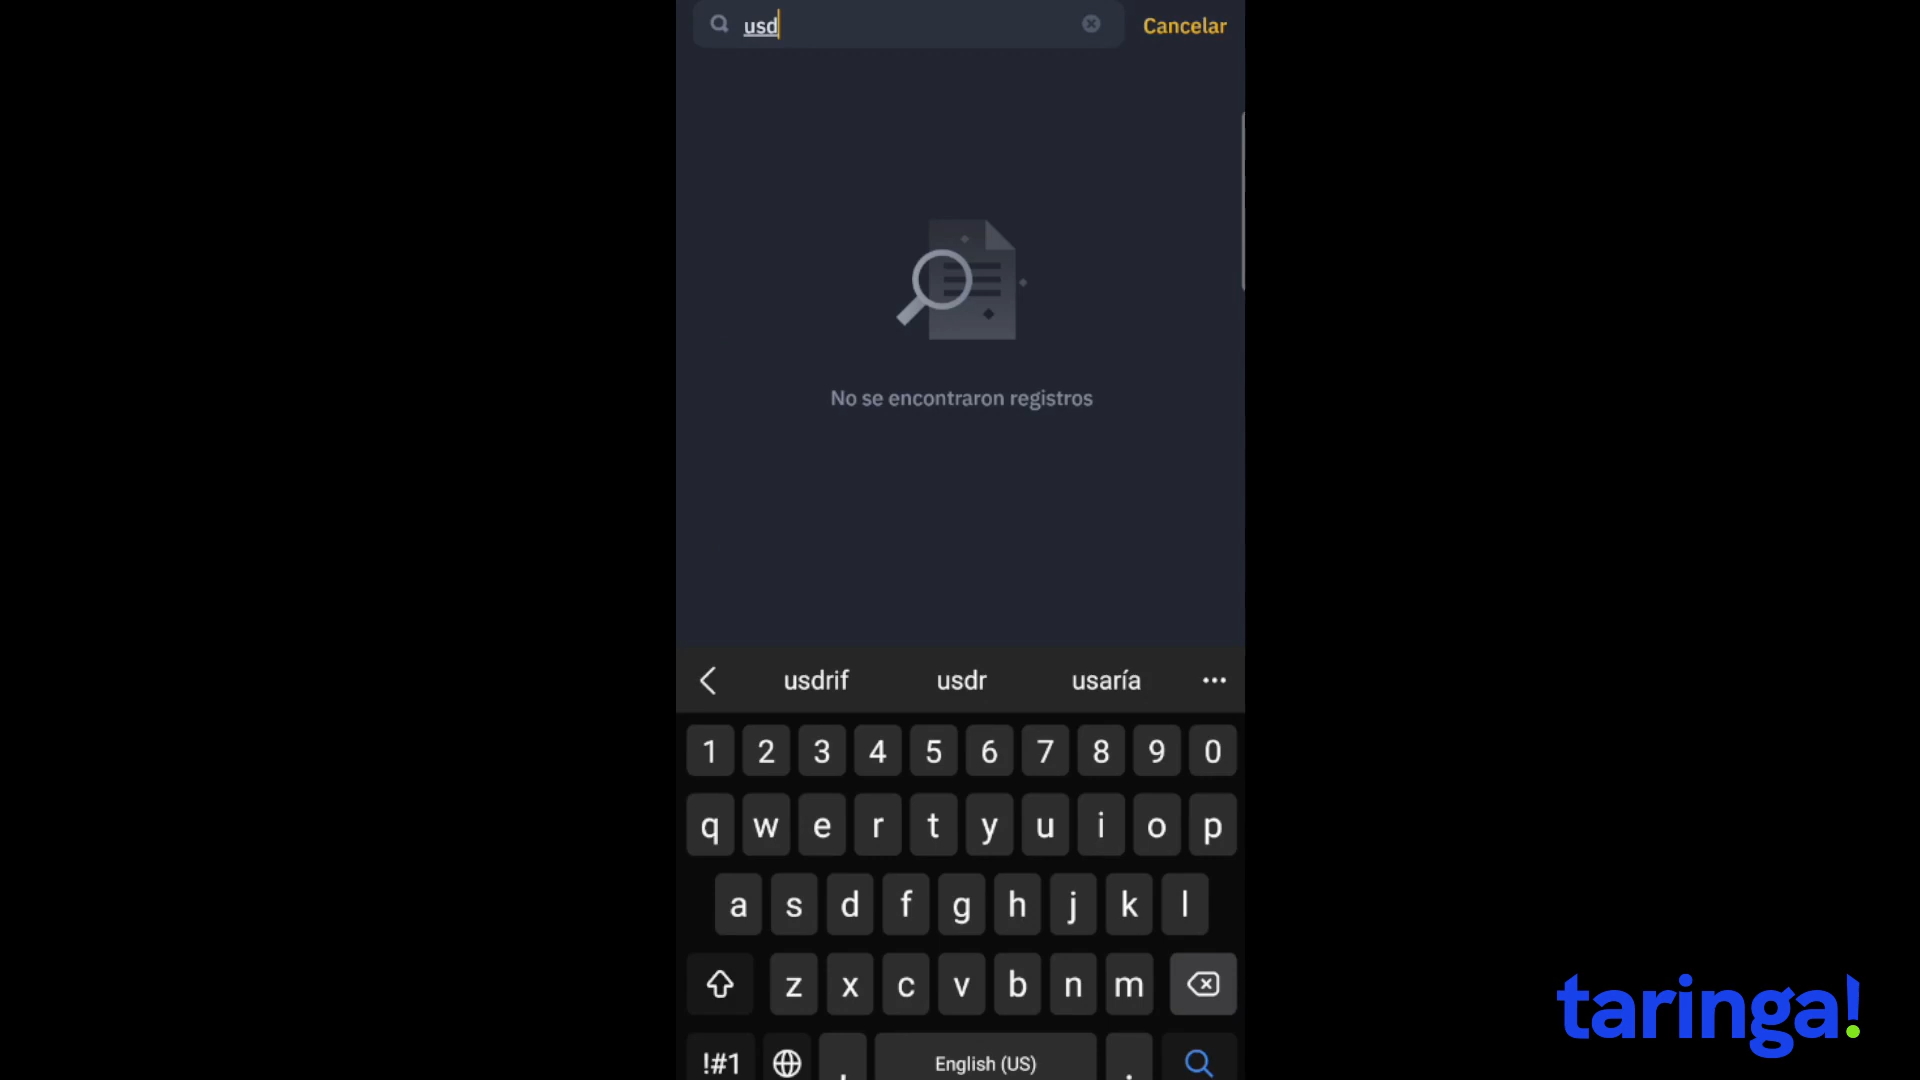 usd
Cancelar
No se encontraron registros
usdrif usdr usaría ...
1 2 3 4 5 6 7 8 9 0
q w e r t y u i o p
a s d f g h j k l
z x c v b n m
!#1 , English (US) .
taringa!